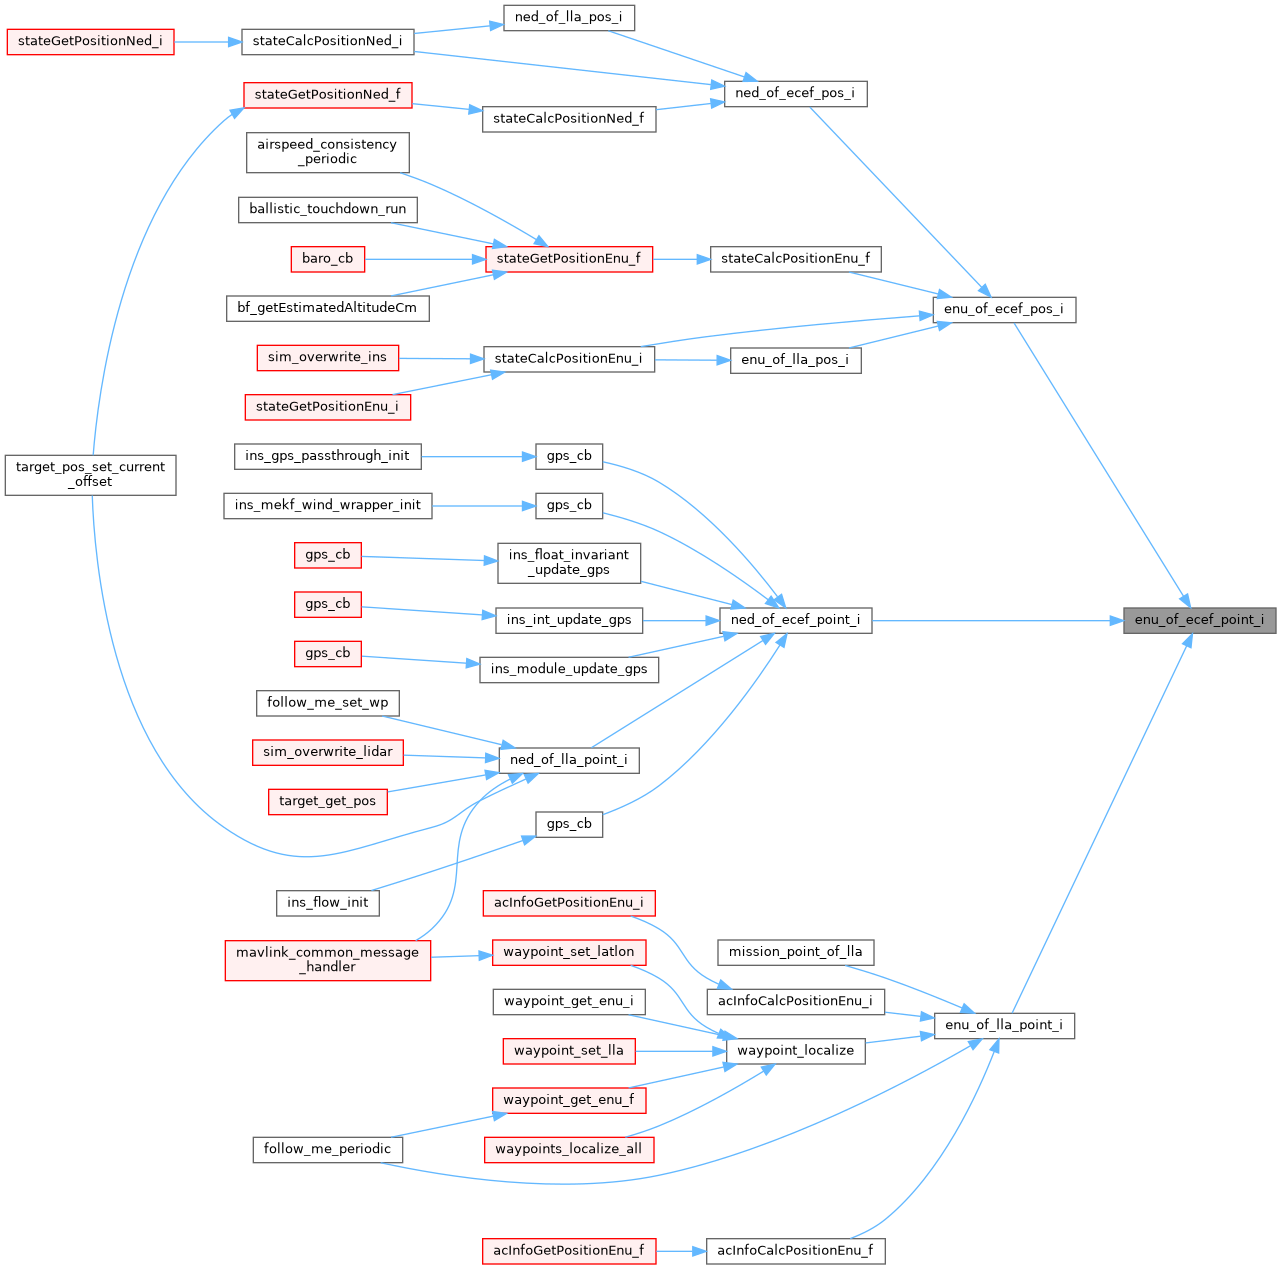 ned_of_lla_pos_i
stateGetPositionNed_i
stateCalcPositionNed_i
stateGetPositionNed_f
ned_of_ecef_pos_i
stateCalcPositionNed_f
airspeed_consistency
_periodic
ballistic_touchdown_run
baro_cb
stateGetPositionEnu_f
stateCalcPositionEnu_f
bf_getEstimatedAltitudeCm
enu_of_ecef_pos_i
sim_overwrite_ins
stateCalcPositionEnu_i
enu_of_lla_pos_i
stateGetPositionEnu_i
ins_gps_passthrough_init
gps_cb
target_pos_set_current
_offset
ins_mekf_wind_wrapper_init
gps_cb
gps_cb
ins_float_invariant
_update_gps
gps_cb
ins_int_update_gps
ned_of_ecef_point_i
enu_of_ecef_point_i
gps_cb
ins_module_update_gps
follow_me_set_wp
sim_overwrite_lidar
ned_of_lla_point_i
target_get_pos
gps_cb
ins_flow_init
acInfoGetPositionEnu_i
mavlink_common_message
_handler
waypoint_set_latlon
mission_point_of_lla
waypoint_get_enu_i
acInfoCalcPositionEnu_i
enu_of_lla_point_i
waypoint_set_lla
waypoint_localize
waypoint_get_enu_f
follow_me_periodic
waypoints_localize_all
acInfoGetPositionEnu_f
acInfoCalcPositionEnu_f